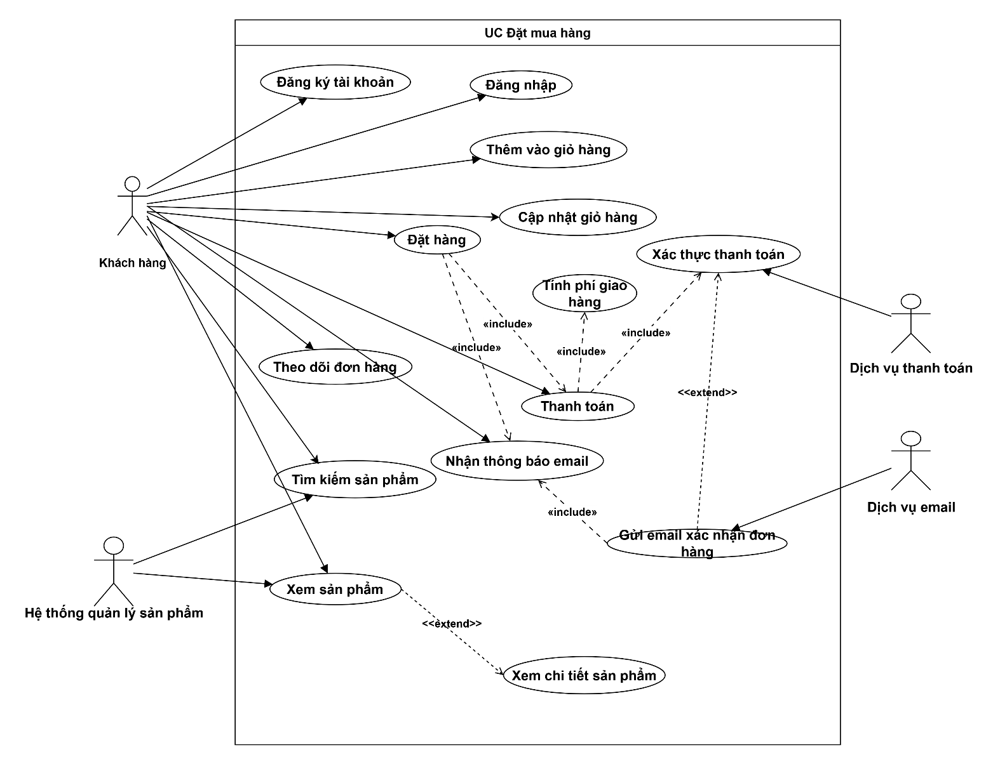 UC Đặt mua hàng
Đăng ký tài khoản
Đăng nhập
Thêm vào giỏ hàng
Cập nhật giỏ hàng
Đặt hàng
Xác thực thanh toán
Khách hàng
Tính phí giao
hàng
«include»
«include»
«include»
«include»
Theo dõi đơn hàng
Dịch vụ thanh toán
<<extend>>
Thanh toán
Nhận thông báo email
Tìm kiếm sản phẩm
Dịch vụ email
«include»
Gửi email xác nhận đơn
hàng
Xem sản phẩm
Hệ thống quản lý sản phẩm
<<extend>>
Xem chi tiết sản phẩm